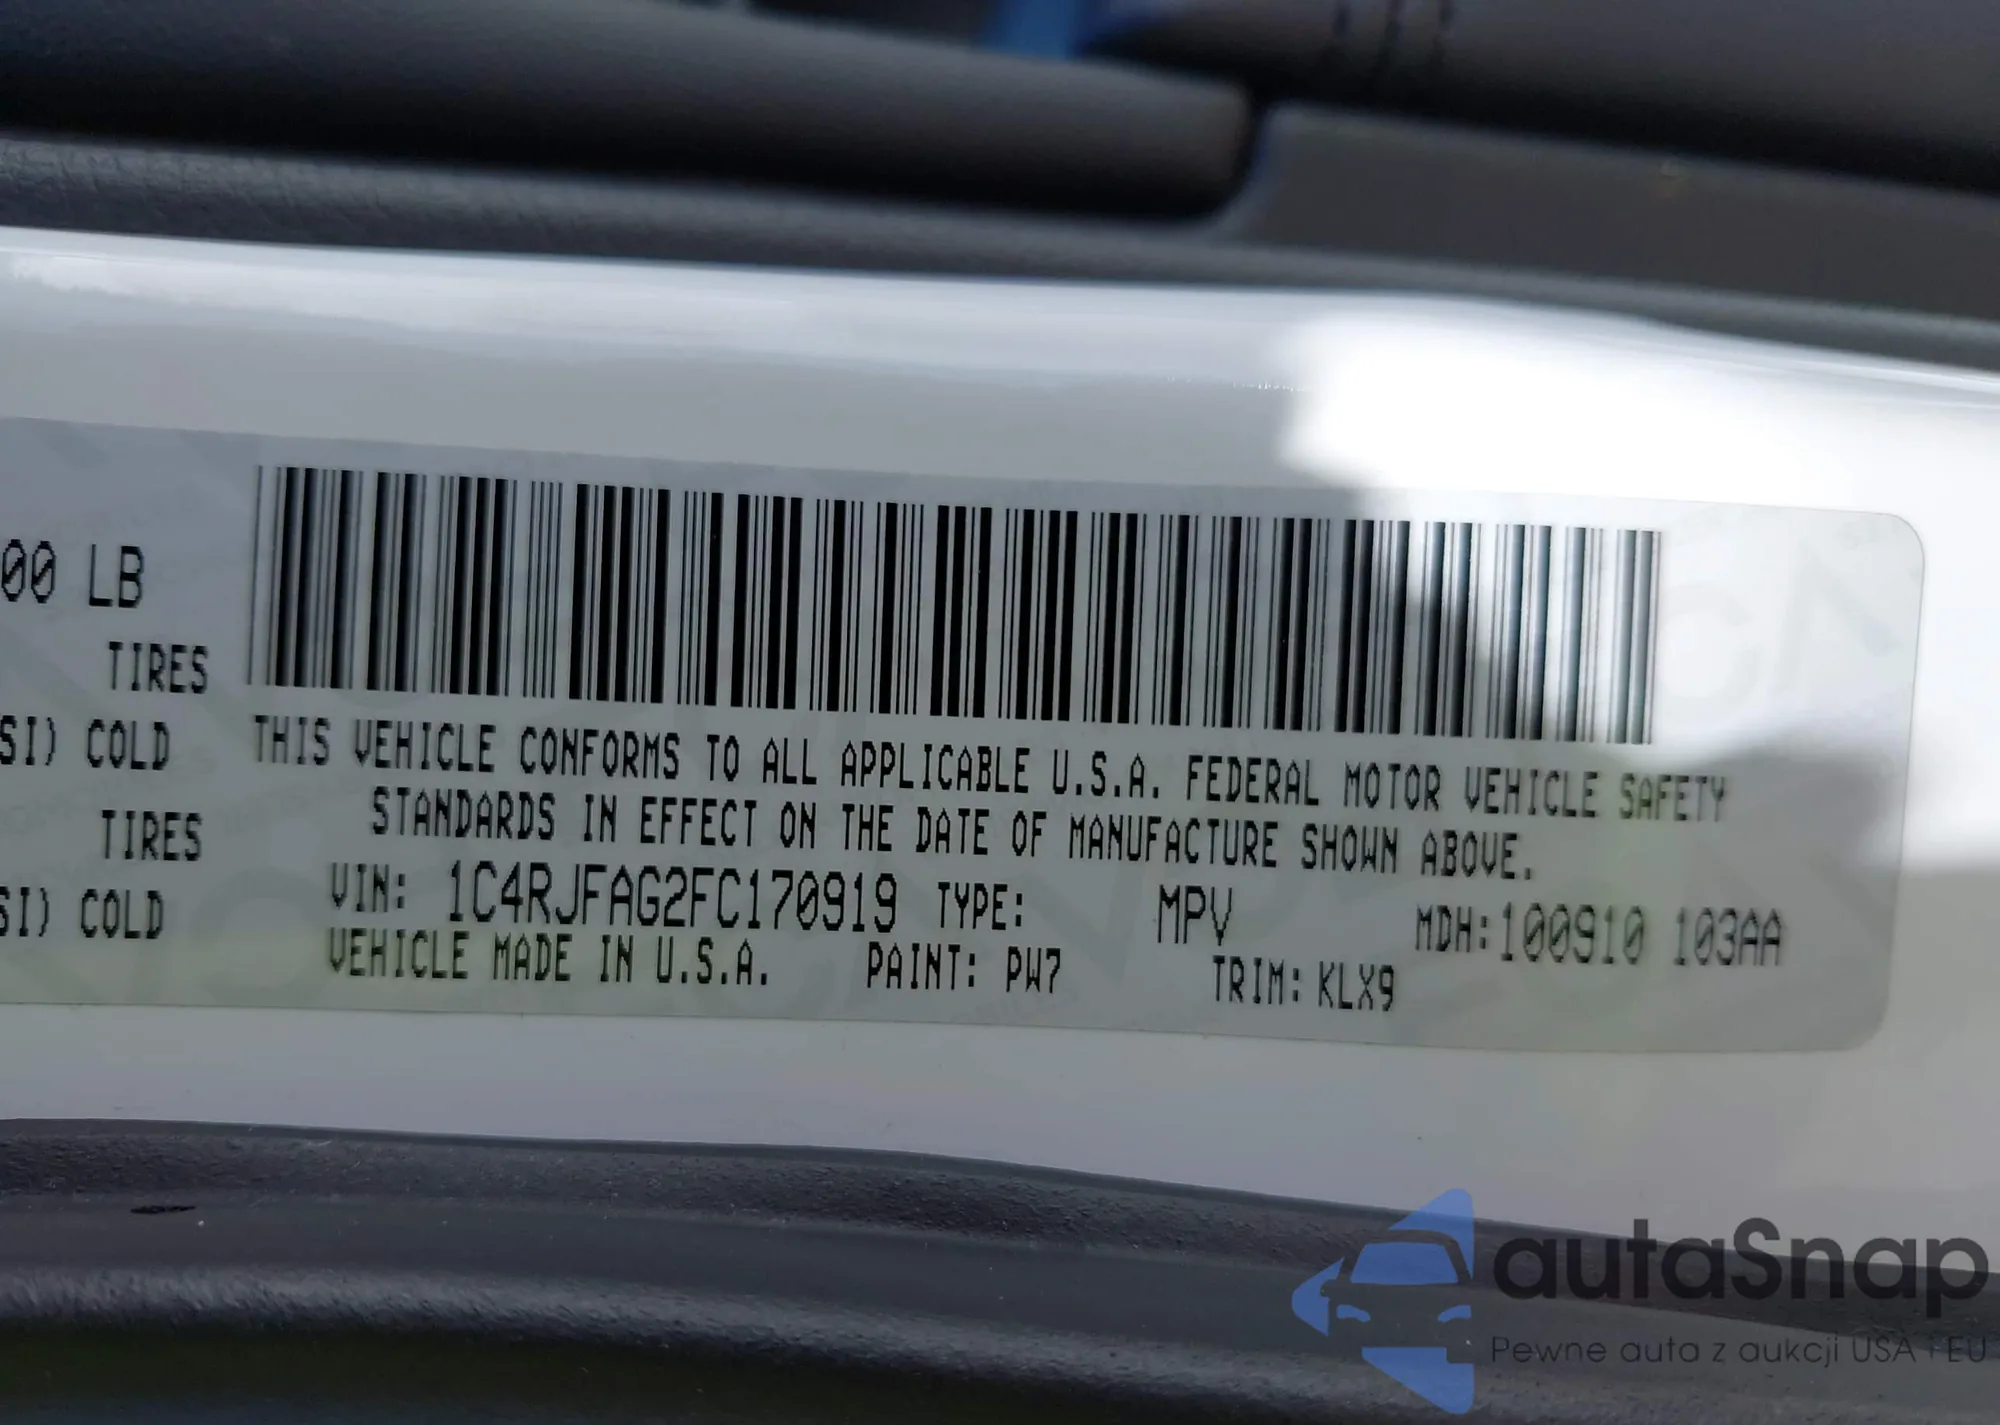 00 LB
TIRES
SI) COLD
TIRES
SI) COLD
THIS VEHICLE CONFORMS TO ALL APPLICABLE U.S.A. FEDERAL MOTOR VEHICLE SAFETY
STANDARDS IN EFFECT ON THE DATE OF MANUFACTURE SHOWN ABOVE.
VIN: 1C4RJFAG2FC170919 TYPE: MPV MDH:100910 103AA
VEHICLE MADE IN U.S.A. PAINT: PW7 TRIM: KLX9
autaSnap
Pewne auta z aukcji USA i EU